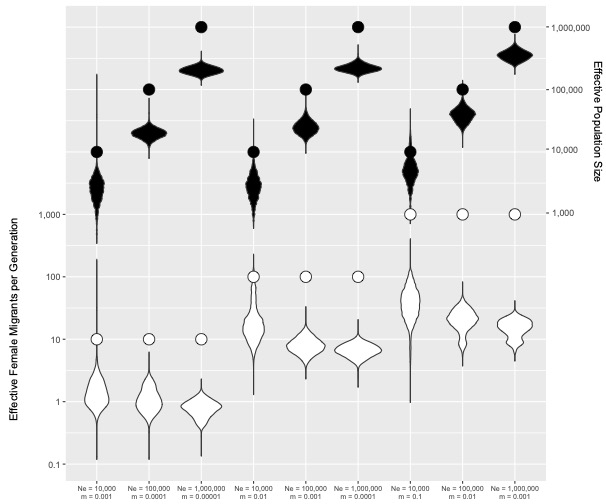 Effective Female Migrants per Generation
1,000
100
10
1
0.1
1,000,000
100,000
10,000
1,000
Effective Population Size
Ne = 10,000
m = 0.001
Ne = 100,000
m = 0.0001
Ne = 1,000,000
m = 0.00001
Ne = 10,000
m = 0.01
Ne = 100,000
m = 0.001
Ne = 1,000,000
m = 0.0001
Ne = 10,000
m = 0.1
Ne = 100,000
m = 0.01
Ne = 1,000,000
m = 0.001